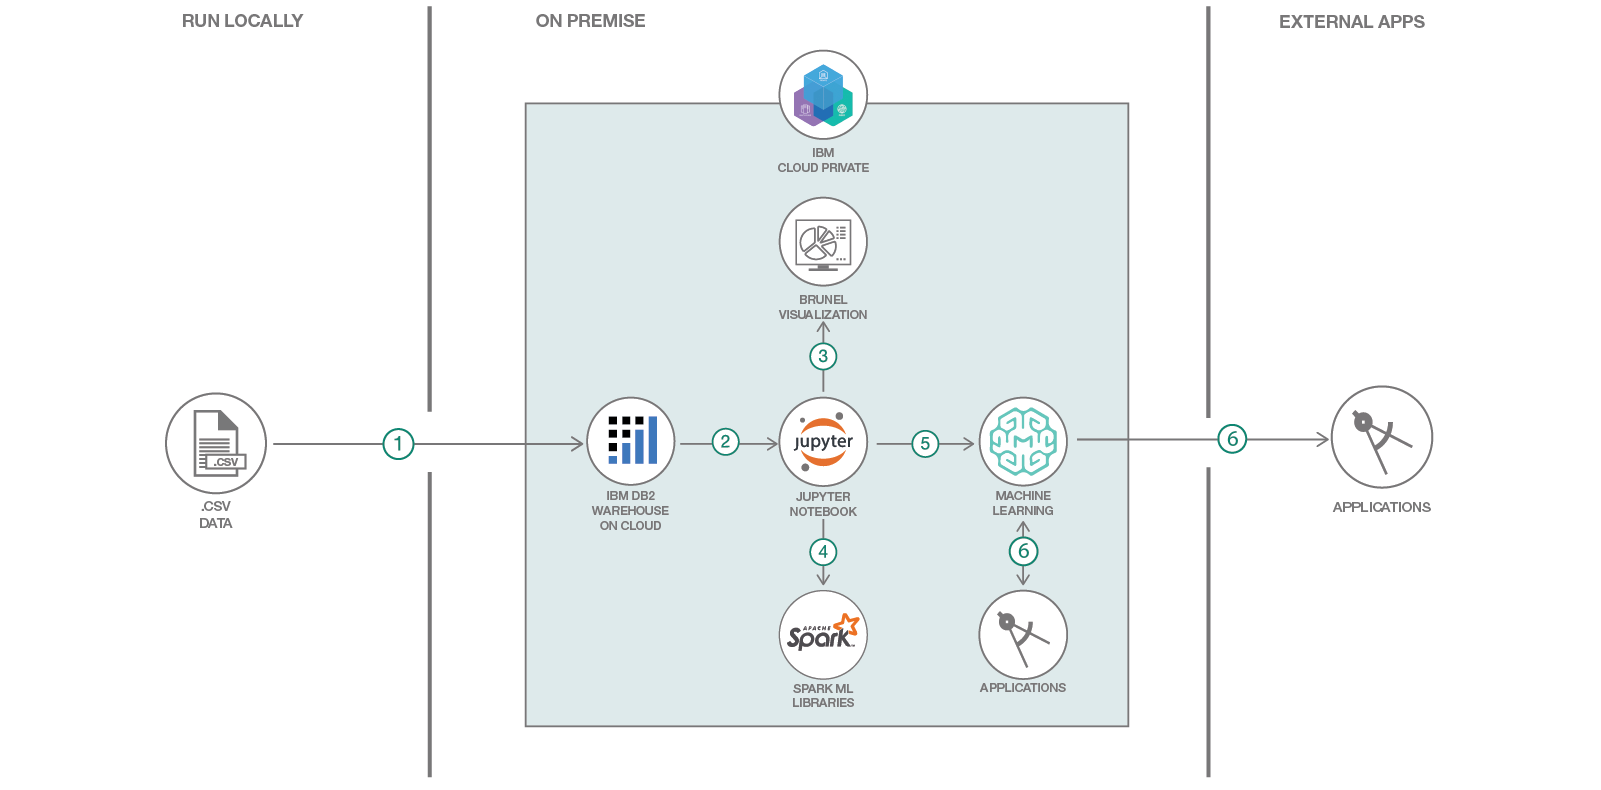 RUN LOCALLY
ON PREMISE
EXTERNAL APPS
IBM
CLOUD PRIVATE
BRUNEL
VISUALIZATION
3
.CSV
.CSV
DATA
1
IBM DB2
WAREHOUSE
ON CLOUD
2
jupyter
JUPYTER
NOTEBOOK
5
MACHINE
LEARNING
6
APPLICATIONS
4
6
APACHE
Spark
SPARK ML
LIBRARIES
APPLICATIONS